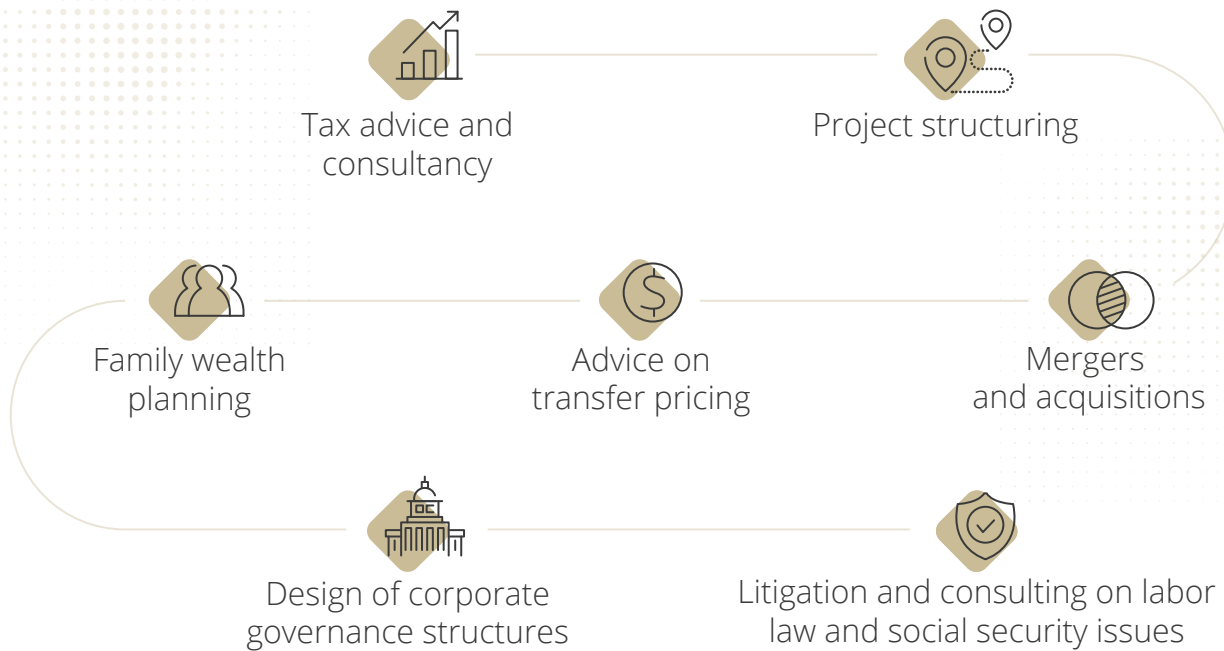 Tax advice and
consultancy
Project structuring
Family wealth
planning
Advice on
transfer pricing
Mergers
and acquisitions
Design of corporate
governance structures
Litigation and consulting on labor
law and social security issues